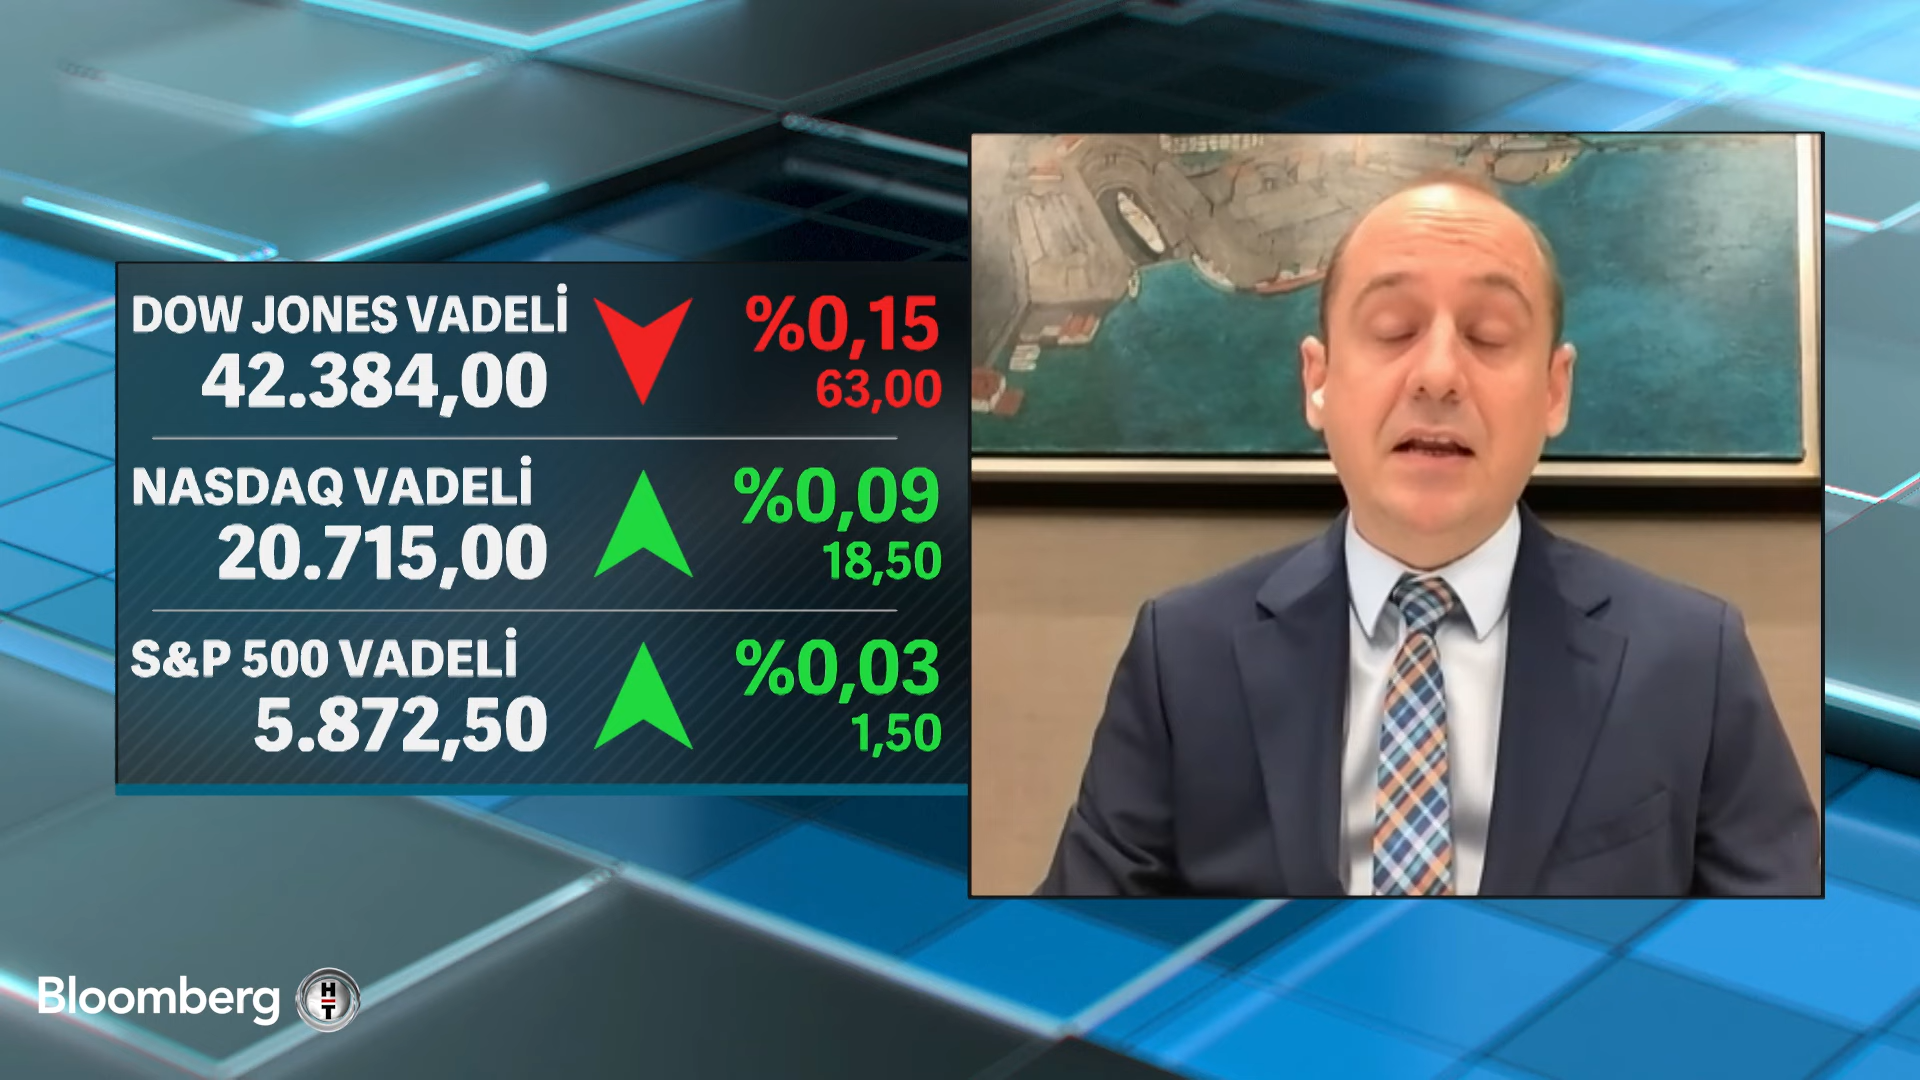 DOW JONES VADELİ
42.384,00
%0,15
63,00
NASDAQ VADELİ
20.715,00
%0,09
18,50
S&P 500 VADELİ
5.872,50
%0,03
1,50
Bloomberg HT